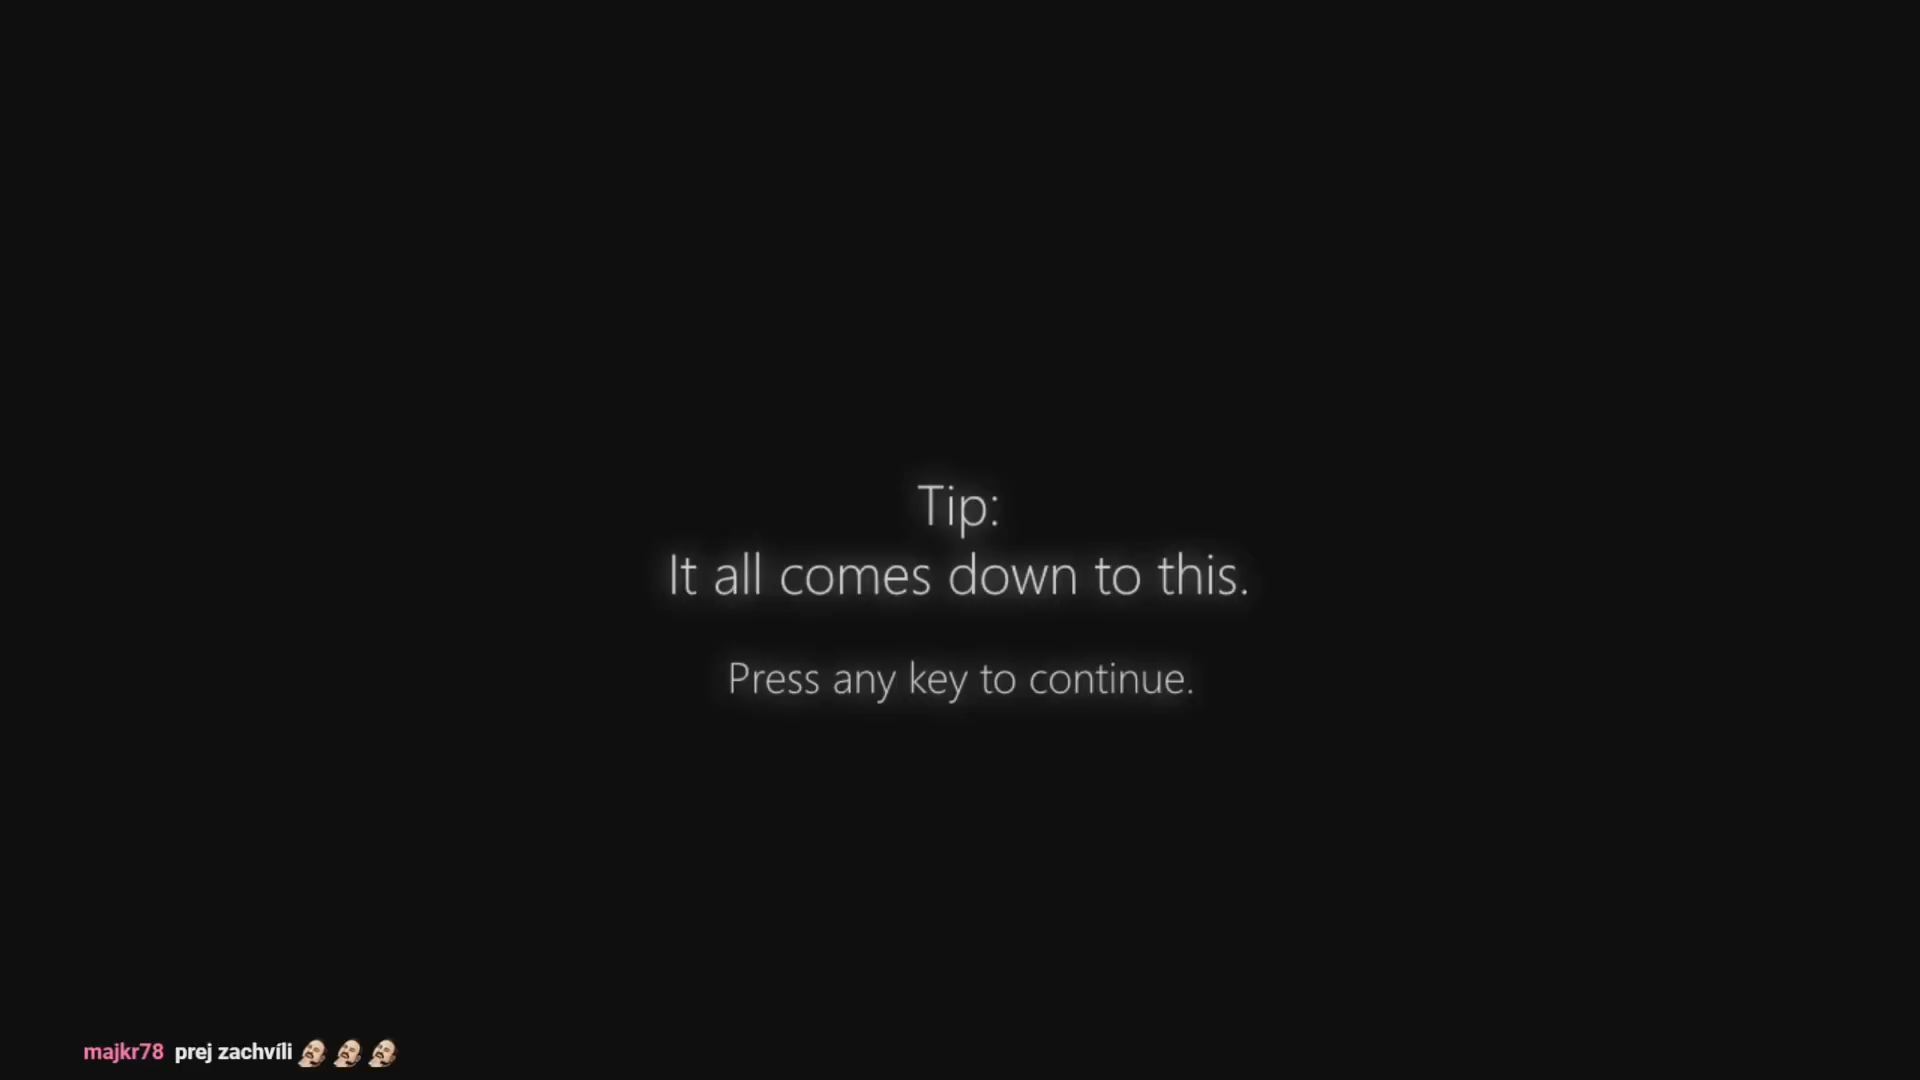 Tip:
It all comes down to this.
Press any key to continue.
majkr78 prej zachvíli